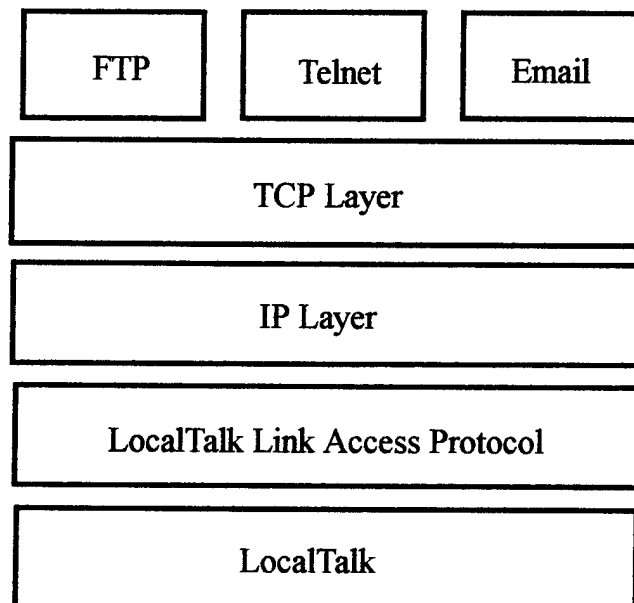 FTP
Telnet
Email
TCP Layer
IP Layer
LocalTalk Link Access Protocol
LocalTalk